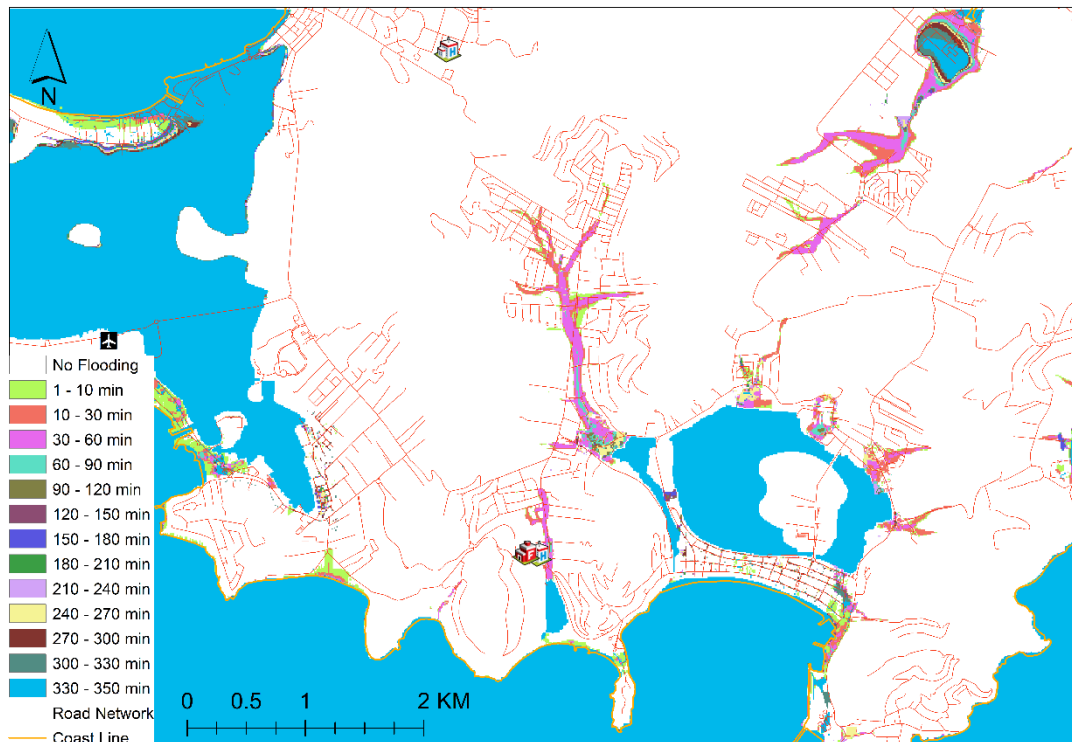 N
No Flooding
1 - 10 min
10 - 30 min
30 - 60 min
60 - 90 min
90 - 120 min
120 - 150 min
150 - 180 min
180 - 210 min
210 - 240 min
240 - 270 min
270 - 300 min
300 - 330 min
330 - 350 min
Road Network
Coast Line
0 0.5 1 2 KM
H
H